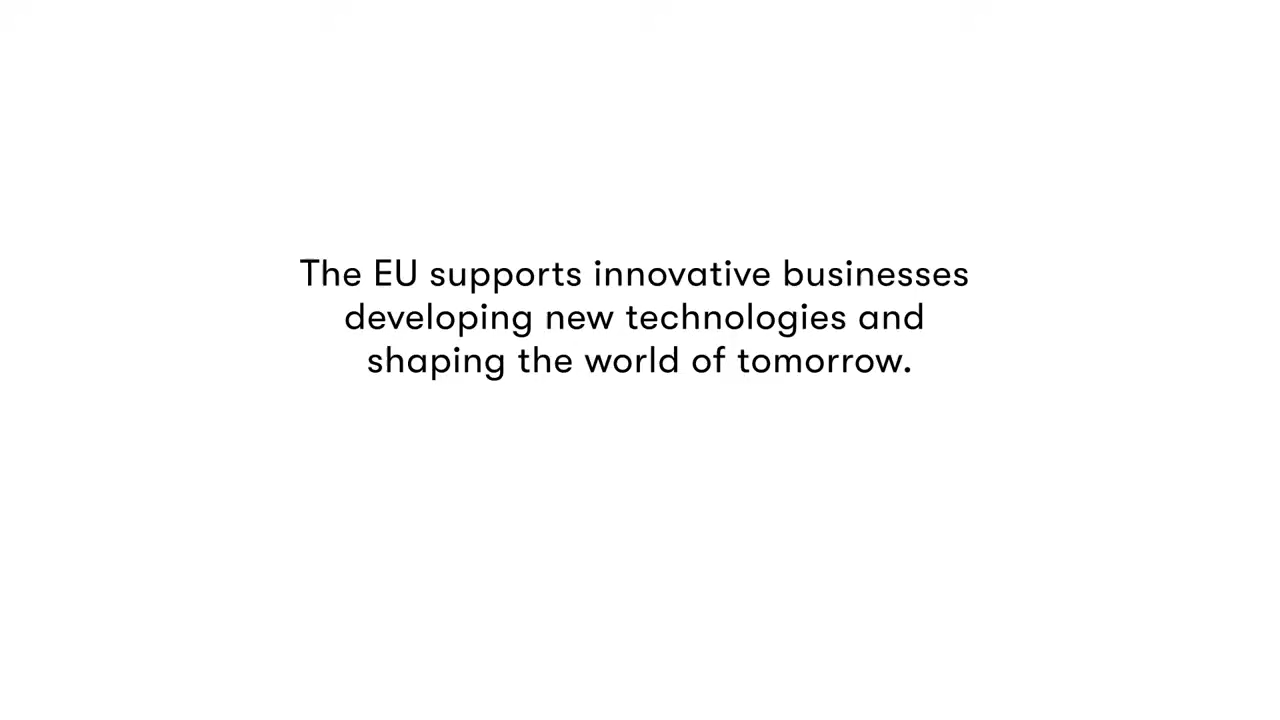 The EU supports innovative businesses
developing new technologies and
shaping the world of tomorrow.